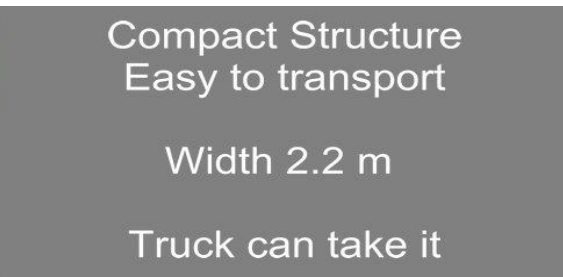 Compact Structure
Easy to transport
Width 2.2 m
Truck can take it